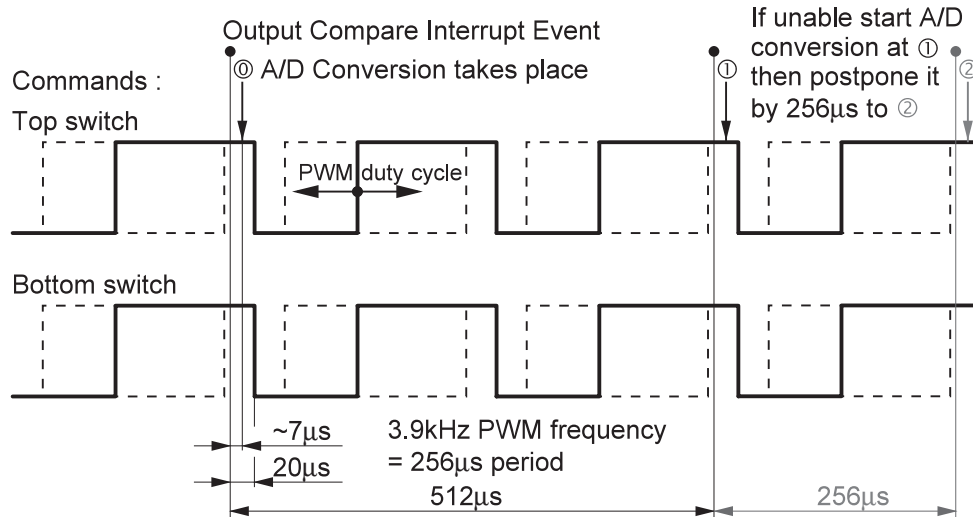 Output Compare Interrupt Event
⓪ A/D Conversion takes place
①
If unable start A/D
conversion at ①
then postpone it
by 256μs to ②
②
Commands :
Top switch
PWM duty cycle
Bottom switch
~7μs
20μs
3.9kHz PWM frequency
= 256μs period
512μs
256μs